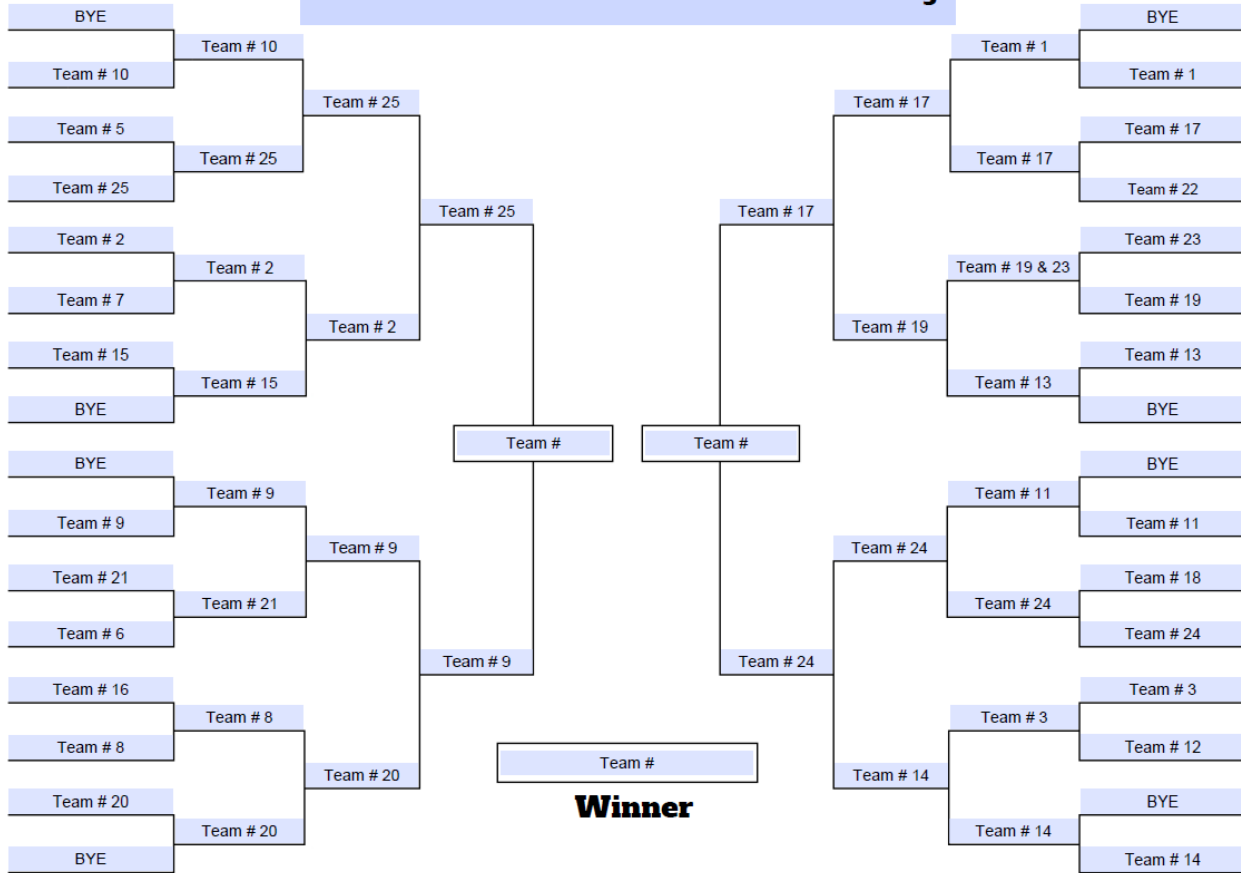 BYE
Team # 10
Team # 10
Team # 25
Team # 5
Team # 25
Team # 25
Team # 25
Team # 2
Team # 2
Team # 7
Team # 2
Team # 15
Team # 15
BYE
Team #
BYE
Team # 9
Team # 9
Team # 9
Team # 21
Team # 21
Team # 6
Team # 9
Team # 16
Team # 8
Team # 8
Team # 20
Team # 20
Team # 20
BYE
Team #
Winner
BYE
Team # 1
Team # 1
Team # 17
Team # 17
Team # 17
Team # 22
Team # 17
Team # 23
Team # 19 & 23
Team # 19
Team # 19
Team # 13
Team # 13
BYE
Team #
BYE
Team # 11
Team # 11
Team # 24
Team # 18
Team # 24
Team # 24
Team # 24
Team # 3
Team # 3
Team # 12
Team # 14
BYE
Team # 14
Team # 14